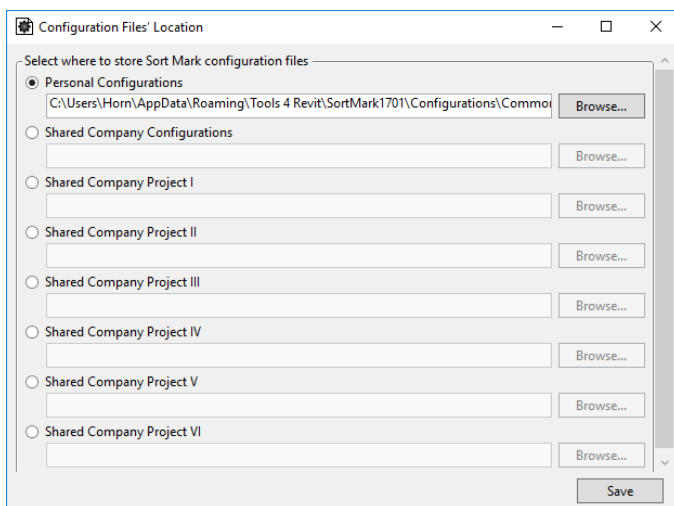 Configuration Files' Location
Select where to store Sort Mark configuration files
Personal Configurations
C:\Users\Horn\AppData\Roaming\Tools 4 Revit\SortMark1701\Configurations\Commor
Browse...
Shared Company Configurations
Browse...
Shared Company Project I
Browse...
Shared Company Project II
Browse...
Shared Company Project III
Browse...
Shared Company Project IV
Browse...
Shared Company Project V
Browse...
Shared Company Project VI
Browse...
Save